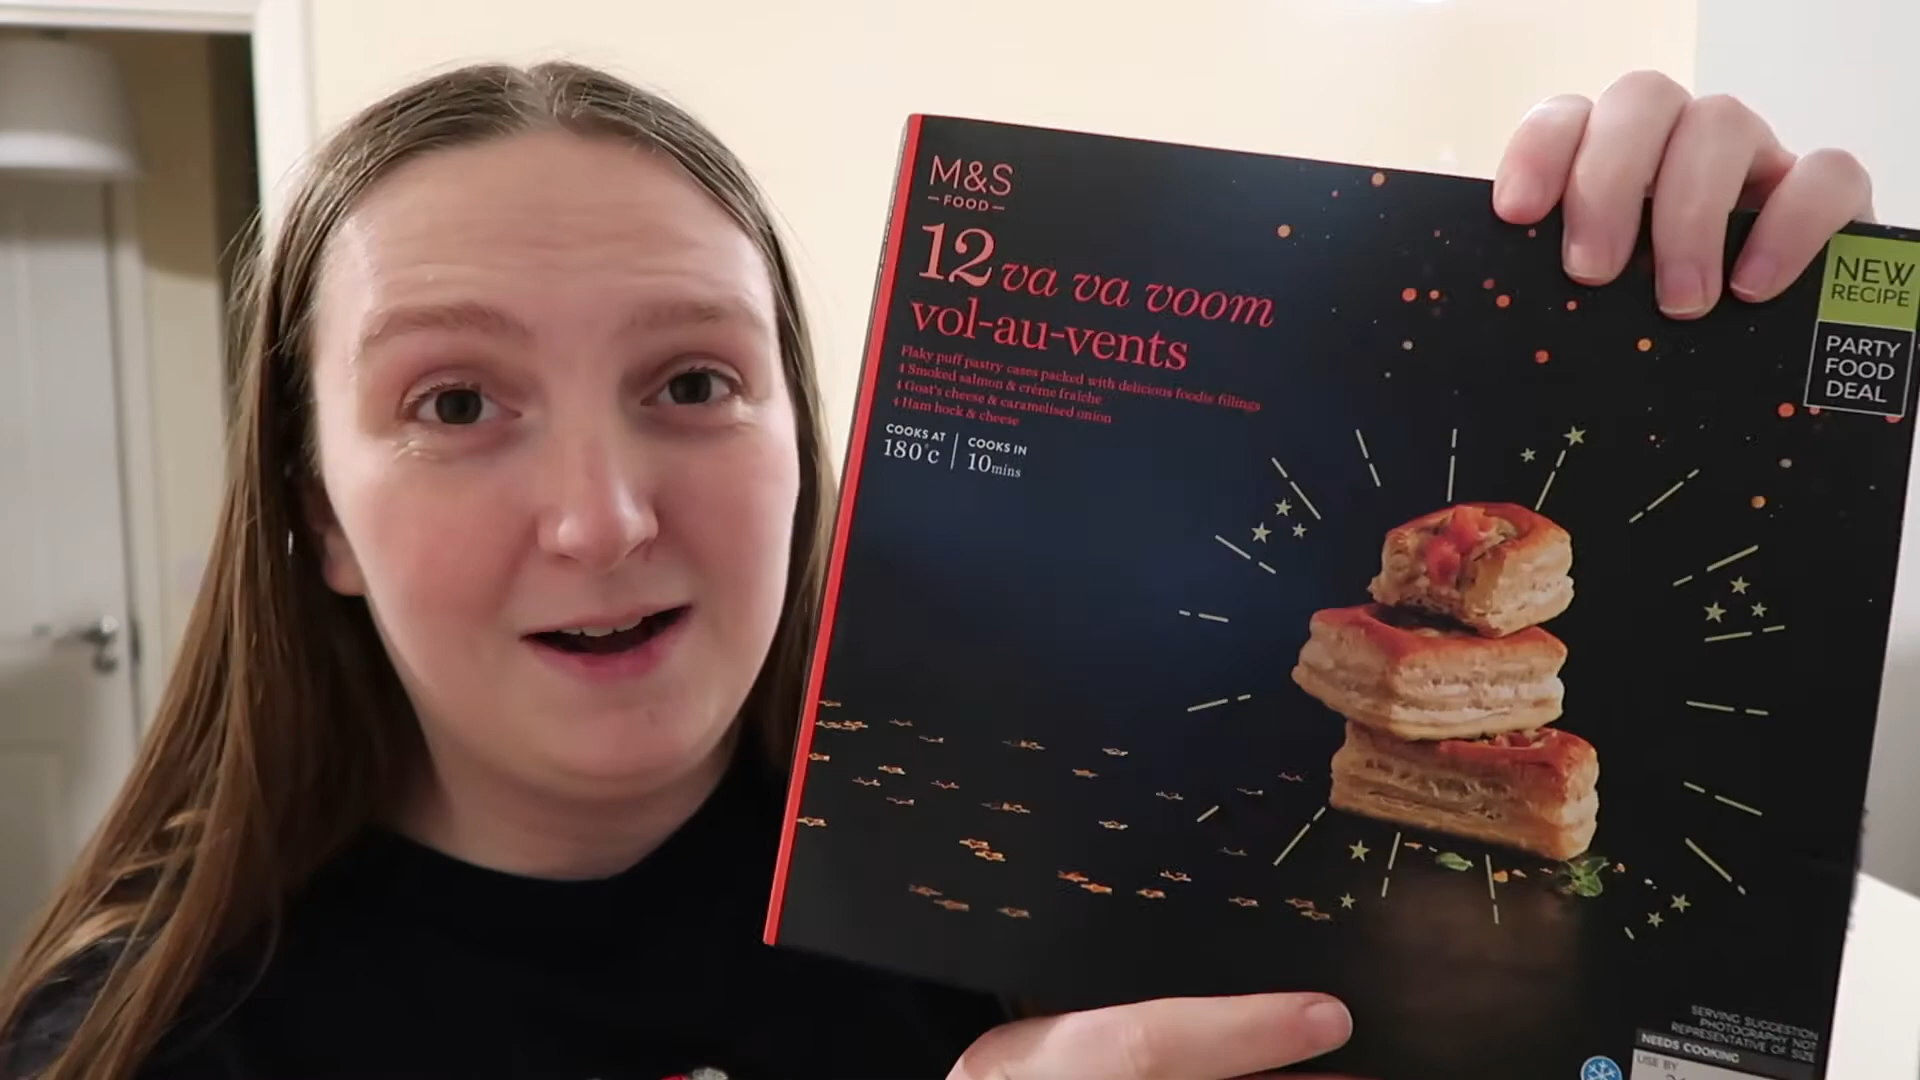 M&S
FOOD
12 va va voom
vol-au-vents
Flaky puff pastry cases packed with delicious foodie fillings
4 Smoked salmon & crème fraîche
4 Goat's cheese & caramelised onion
4 Ham hock & cheese
COOKS AT
180°c
COOKS IN
10mins
NEW
RECIPE
PARTY
FOOD
DEAL
SERVING SUGGESTION
PHOTOGRAPHY NOT
REPRESENTATIVE OF SIZE
NEEDS COOKING
USE BY